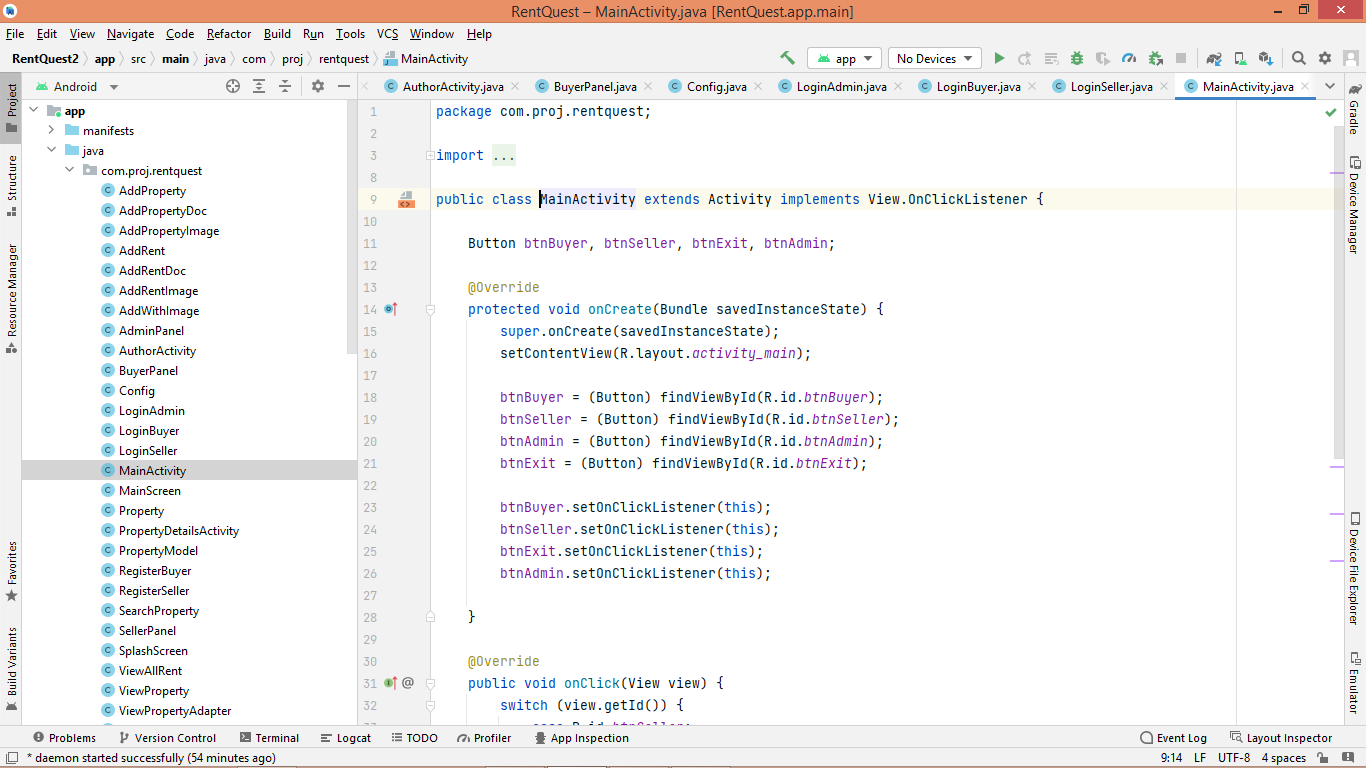 RentQuest – MainActivity.java [RentQuest.app.main]
File Edit View Navigate Code Refactor Build Run Tools VCS Window Help
RentQuest2 app src main java com proj rentquest MainActivity
app No Devices
Android
AuthorActivity.java BuyerPanel.java Config.java LoginAdmin.java LoginBuyer.java LoginSeller.java MainActivity.java
Project
Structure
Resource Manager
Favorites
Build Variants
app
manifests
java
com.proj.rentquest
AddProperty
AddPropertyDoc
AddPropertyImage
AddRent
AddRentDoc
AddRentImage
AddWithImage
AdminPanel
AuthorActivity
BuyerPanel
Config
LoginAdmin
LoginBuyer
LoginSeller
MainActivity
MainScreen
Property
PropertyDetailsActivity
PropertyModel
RegisterBuyer
RegisterSeller
SearchProperty
SellerPanel
SplashScreen
ViewAllRent
ViewProperty
ViewPropertyAdapter
1 package com.proj.rentquest;
2
3 import ...
8
9 public class MainActivity extends Activity implements View.OnClickListener {
10
11 Button btnBuyer, btnSeller, btnExit, btnAdmin;
12
13 @Override
14 protected void onCreate(Bundle savedInstanceState) {
15 super.onCreate(savedInstanceState);
16 setContentView(R.layout.activity_main);
17
18 btnBuyer = (Button) findViewById(R.id.btnBuyer);
19 btnSeller = (Button) findViewById(R.id.btnSeller);
20 btnAdmin = (Button) findViewById(R.id.btnAdmin);
21 btnExit = (Button) findViewById(R.id.btnExit);
22
23 btnBuyer.setOnClickListener(this);
24 btnSeller.setOnClickListener(this);
25 btnExit.setOnClickListener(this);
26 btnAdmin.setOnClickListener(this);
27
28 }
29
30 @Override
31 @ public void onClick(View view) {
32 switch (view.getId()) {
Gradle
Device Manager
Device File Explorer
Emulator
Problems Version Control Terminal Logcat TODO Profiler App Inspection Event Log Layout Inspector
* daemon started successfully (54 minutes ago) 9:14 LF UTF-8 4 spaces